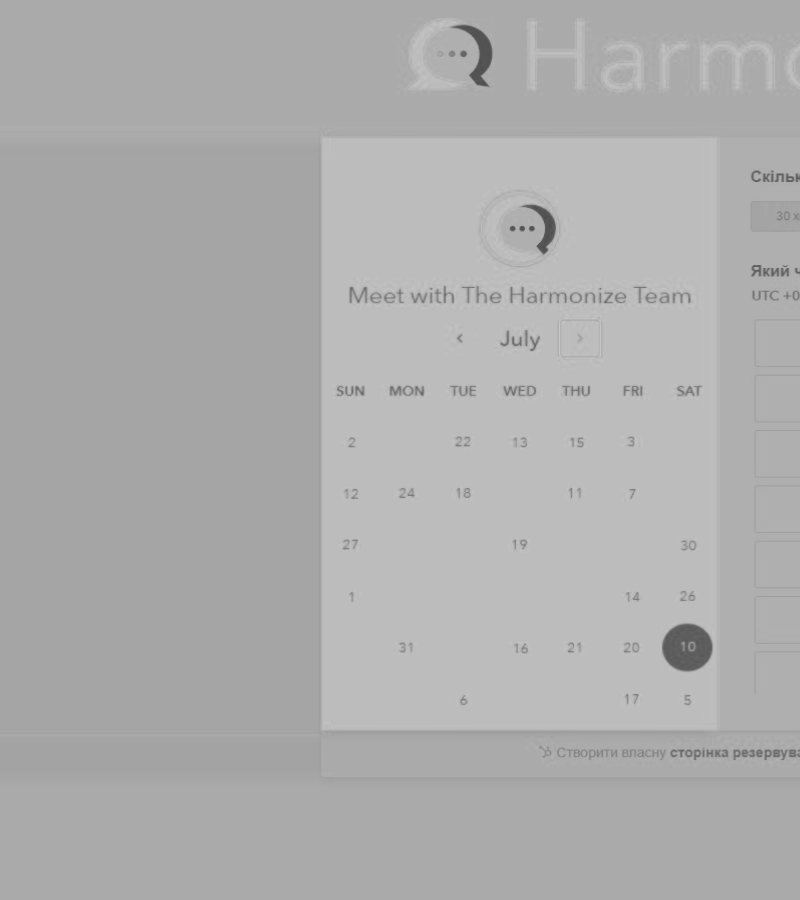 Harmo
Meet with The Harmonize Team
July
SUN MON TUE WED THU FRI SAT
2 22 13 15 3
12 24 18 11 7
27 19 30
1 14 26
31 16 21 20 10
6 17 5
Скільк
30 х
Який ч
UTC +0
Створити власну сторінка резервува